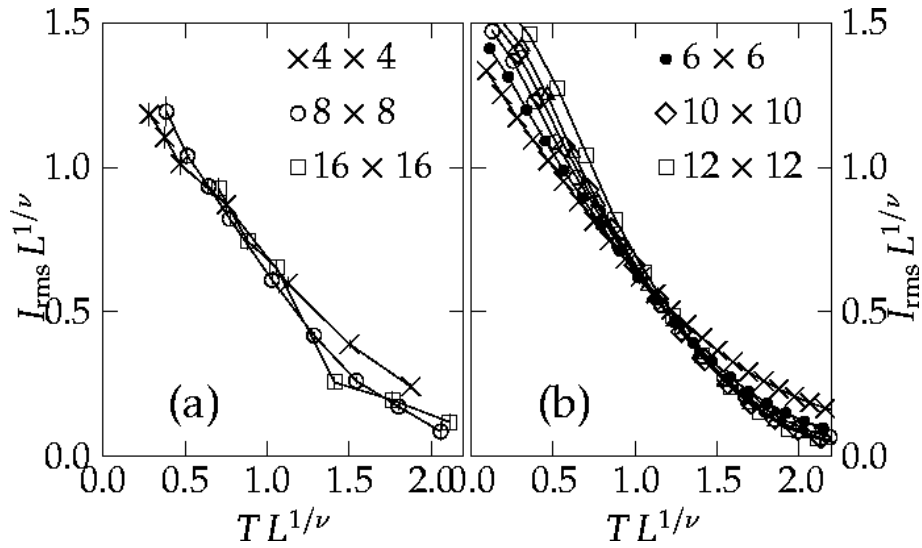 1.5
1.0
0.5
0.0
I_rms L^{1/ν}
×4 × 4
8 × 8
16 × 16
(a)
0.0 0.5 1.0 1.5 2.0
T L^{1/ν}
6 × 6
10 × 10
12 × 12
(b)
0.0 0.5 1.0 1.5 2.0
T L^{1/ν}
1.5
1.0
0.5
0.0
I_rms L^{1/ν}